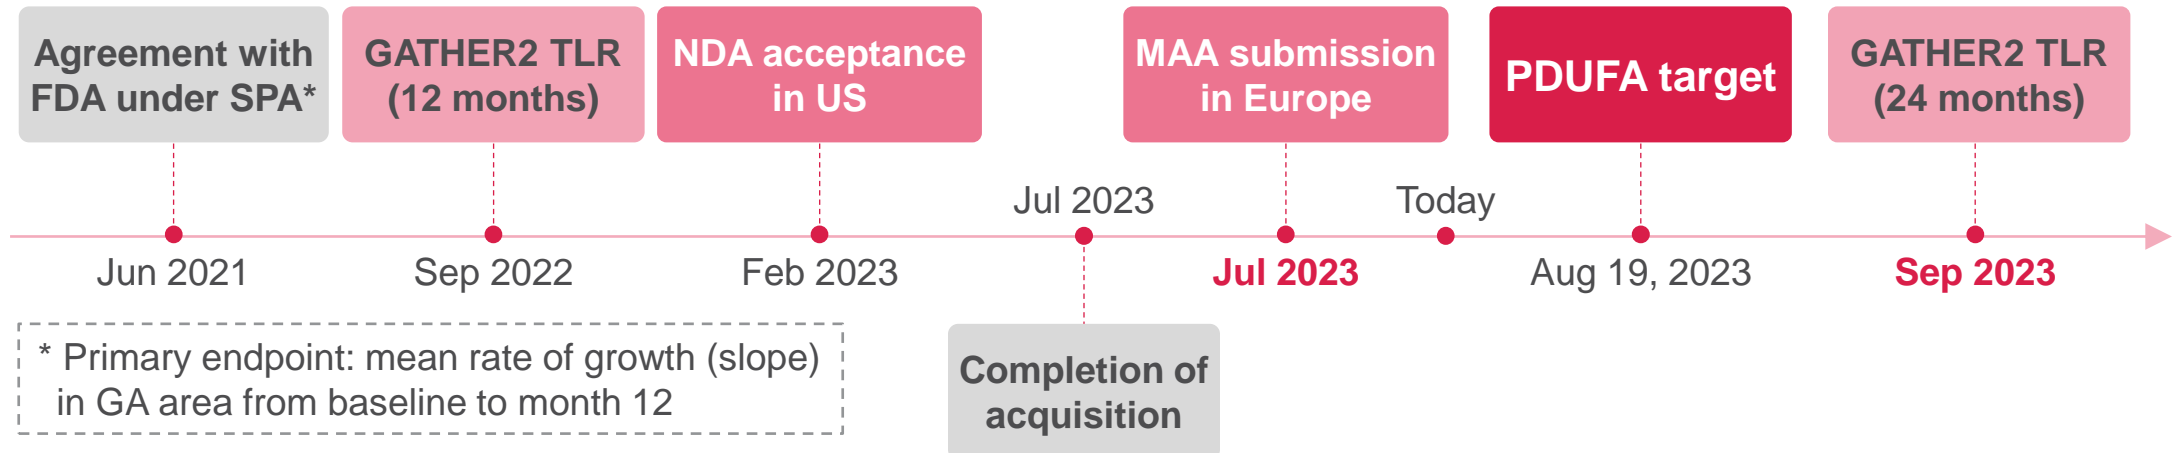 Agreement with
FDA under SPA*
GATHER2 TLR
(12 months)
NDA acceptance
in US
MAA submission
in Europe
PDUFA target
GATHER2 TLR
(24 months)
Jul 2023
Today
Jun 2021
Sep 2022
Feb 2023
Jul 2023
Aug 19, 2023
Sep 2023
* Primary endpoint: mean rate of growth (slope)
in GA area from baseline to month 12
Completion of
acquisition